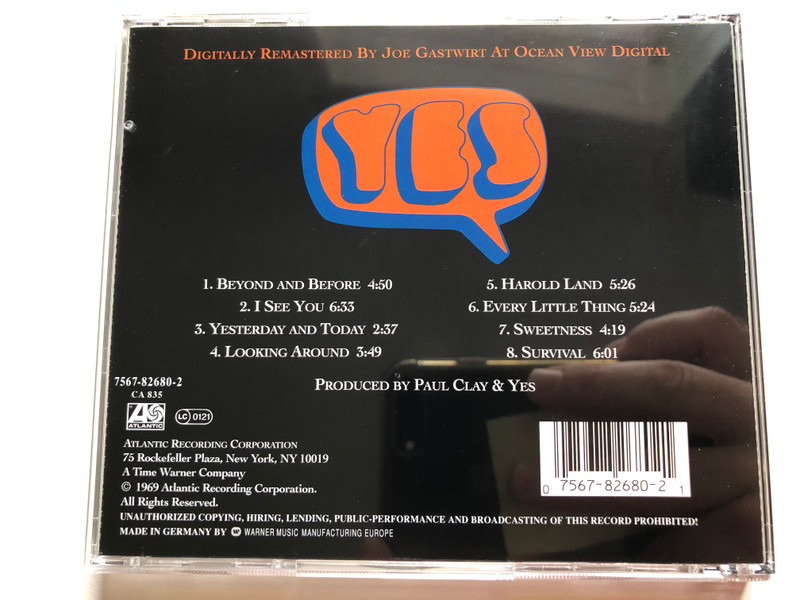 Digitally Remastered By Joe Gastwirt At Ocean View Digital
YES
1. Beyond and Before 4:50
2. I See You 6:33
3. Yesterday and Today 2:37
4. Looking Around 3:49
5. Harold Land 5:26
6. Every Little Thing 5:24
7. Sweetness 4:19
8. Survival 6:01
Produced by Paul Clay & Yes
7567-82680-2
CA 835
ATLANTIC
LC 0121
Atlantic Recording Corporation
75 Rockefeller Plaza, New York, NY 10019
A Time Warner Company
© 1969 Atlantic Recording Corporation.
All Rights Reserved.
UNAUTHORIZED COPYING, HIRING, LENDING, PUBLIC-PERFORMANCE AND BROADCASTING OF THIS RECORD PROHIBITED!
MADE IN GERMANY BY WARNER MUSIC MANUFACTURING EUROPE
0 7567-82680-2 1